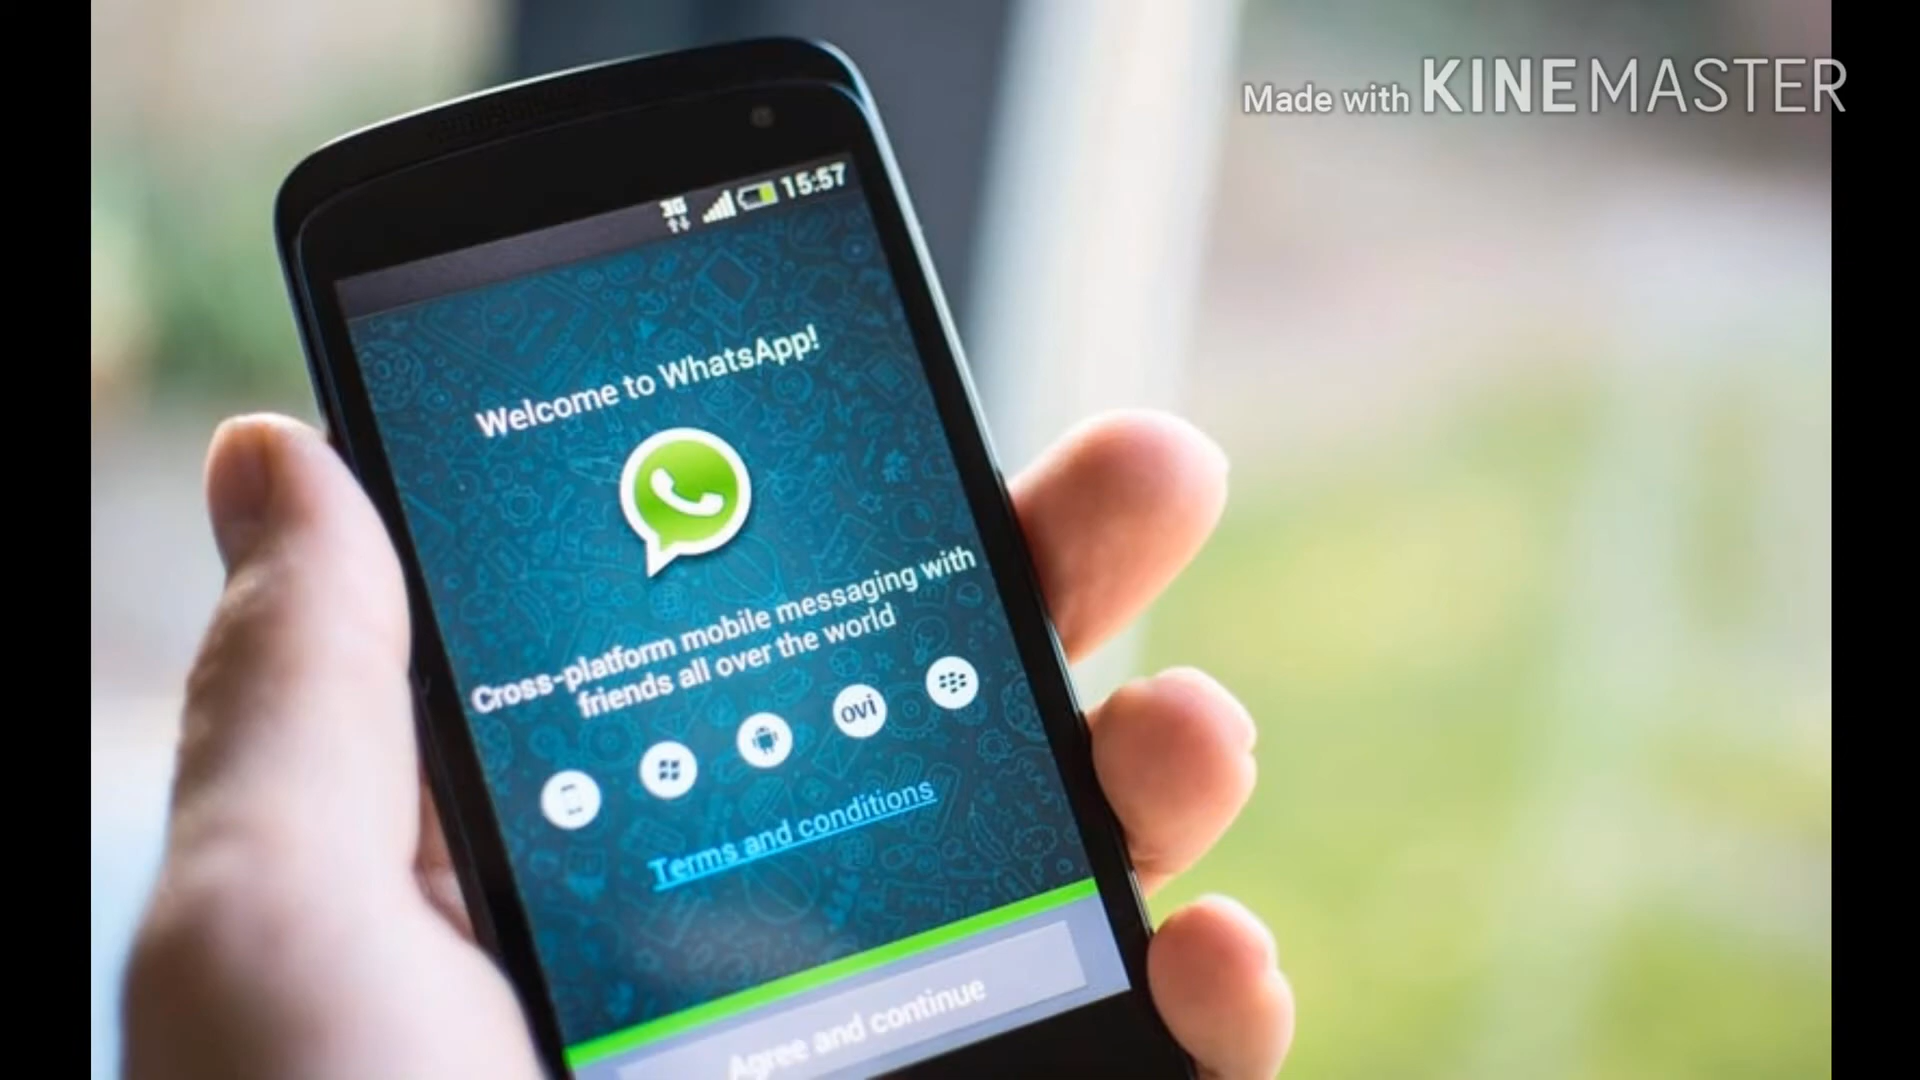 Made with KINEMASTER
3G
15:57
Welcome to WhatsApp!
Cross-platform mobile messaging with
friends all over the world
ovi
Terms and conditions
Agree and continue